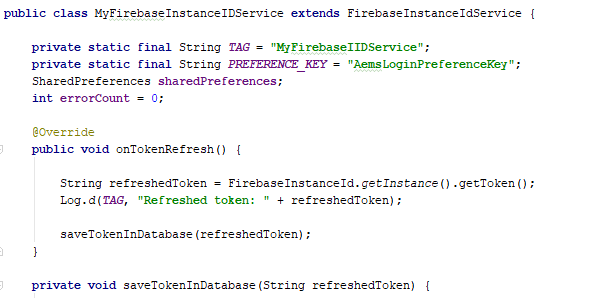 public class MyFirebaseInstanceIDService extends FirebaseInstanceIdService {
private static final String TAG = "MyFirebaseIIDService";
private static final String PREFERENCE_KEY = "AemsLoginPreferenceKey";
SharedPreferences sharedPreferences;
int errorCount = 0;
@Override
public void onTokenRefresh() {
String refreshedToken = FirebaseInstanceId.getInstance().getToken();
Log.d(TAG, "Refreshed token: " + refreshedToken);
saveTokenInDatabase(refreshedToken);
}
private void saveTokenInDatabase(String refreshedToken) {